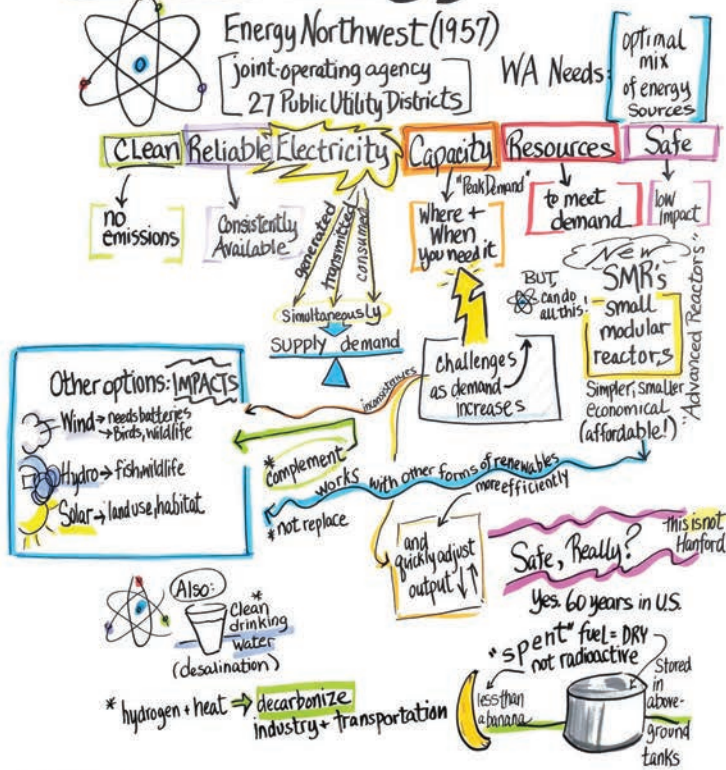 Energy Northwest (1957)
joint-operating agency
27 Public Utility Districts
WA Needs:
optimal
mix
of energy
Sources
Clean Reliable Electricity Capacity Resources Safe
no
emissions
Consistently
Available
generated
transmitted
consumed
Simultaneously
supply demand
"Peak Demand"
Where +
When
you need it
to meet
demand
low
impact
BUT,
can do
all this!
New
SMR's
small
modular
reactors
"Advanced Reactors"
Simpler, smaller
economical
(affordable!)
challenges
as demand
increases
inconsistencies
Other options: IMPACTS
Wind → needs batteries
→ Birds, wildlife
Hydro → fish wildlife
Solar → land use, habitat
* complement
works with other forms of renewables
more efficiently
* not replace
and
quickly adjust
output ↓↑
Safe, Really?
this is not
Hanford
Yes. 60 years in U.S.
"spent" fuel = DRY
not radioactive
less than
a banana
Stored
in
above-
ground
tanks
Also:
* Clean
drinking
water
(desalination)
* hydrogen + heat ⇒ decarbonize
industry + transportation